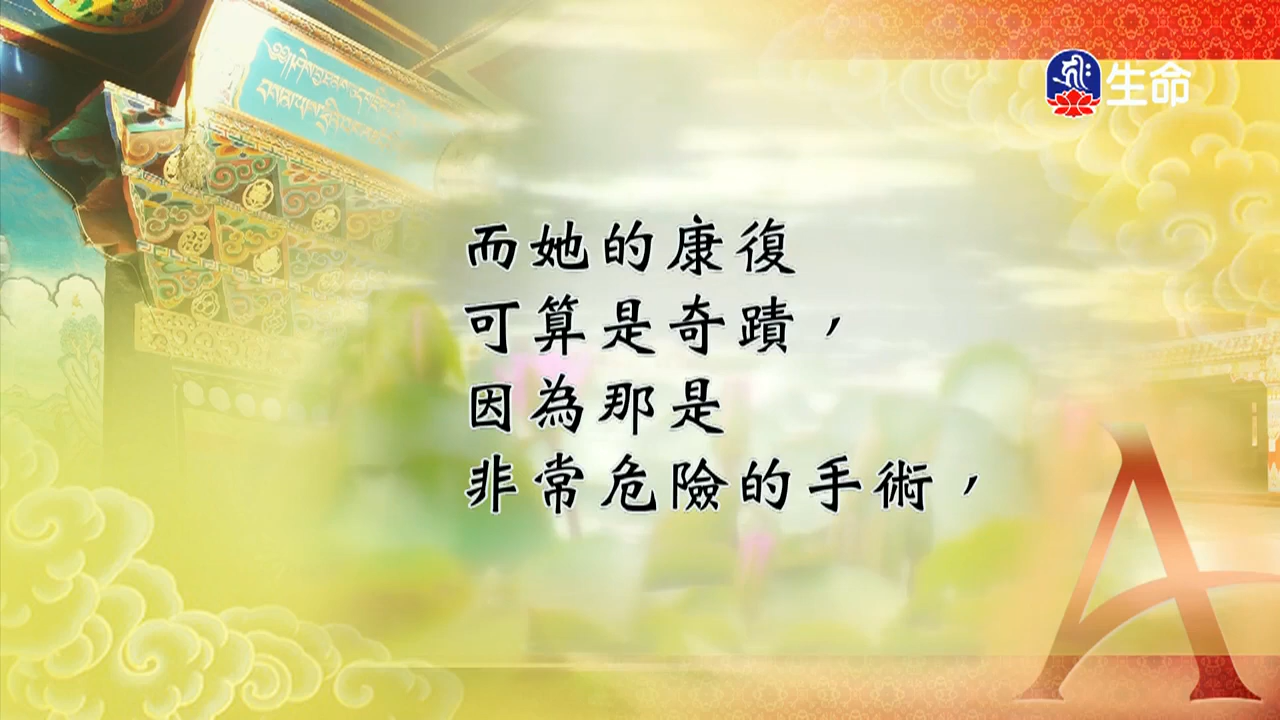 生命
而她的康復
可算是奇蹟，
因為那是
非常危險的手術，
A